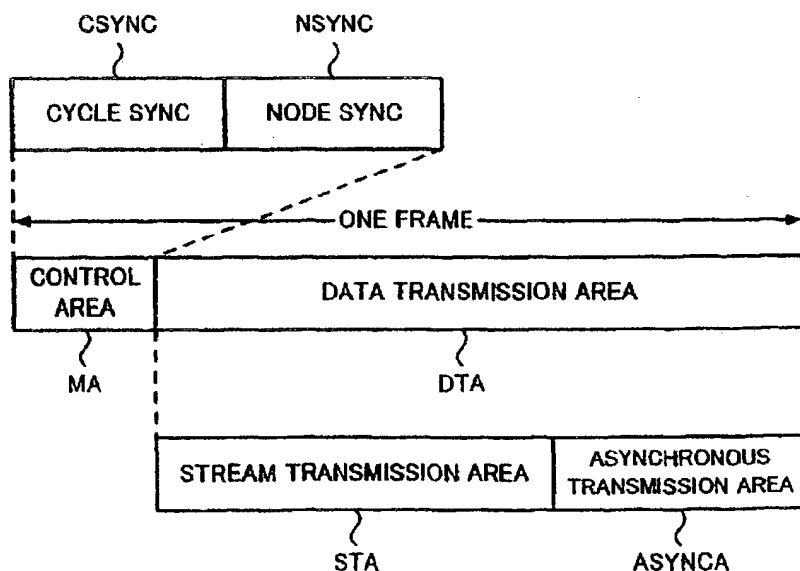 CSYNC NSYNC
CYCLE SYNC NODE SYNC
ONE FRAME
CONTROL AREA DATA TRANSMISSION AREA
MA DTA
STREAM TRANSMISSION AREA ASYNCHRONOUS TRANSMISSION AREA
STA ASYNCA